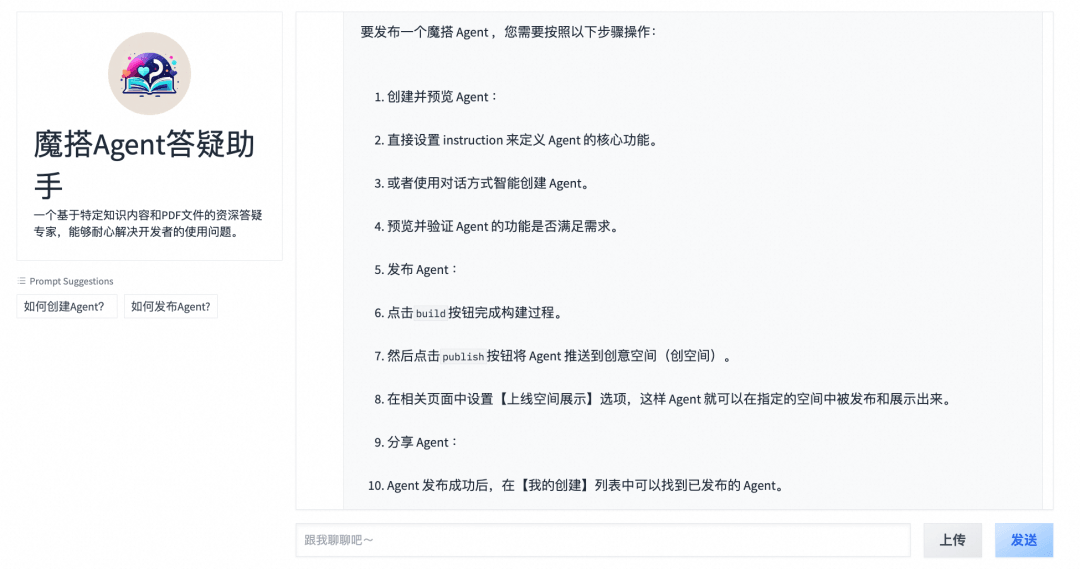 魔搭Agent答疑助
手
一个基于特定知识内容和PDF文件的资深答疑
专家，能够耐心解决开发者的使用问题。
Prompt Suggestions
如何创建Agent?
如何发布Agent?
要发布一个魔搭 Agent ，您需要按照以下步骤操作：
1. 创建并预览 Agent：
2. 直接设置 instruction 来定义 Agent 的核心功能。
3. 或者使用对话方式智能创建 Agent。
4. 预览并验证 Agent 的功能是否满足需求。
5. 发布 Agent：
6. 点击 build 按钮完成构建过程。
7. 然后点击 publish 按钮将 Agent 推送到创意空间（创空间）。
8. 在相关页面中设置【上线空间展示】选项，这样 Agent 就可以在指定的空间中被发布和展示出来。
9. 分享 Agent：
10. Agent 发布成功后，在【我的创建】列表中可以找到已发布的 Agent。
跟我聊聊吧～
上传
发送